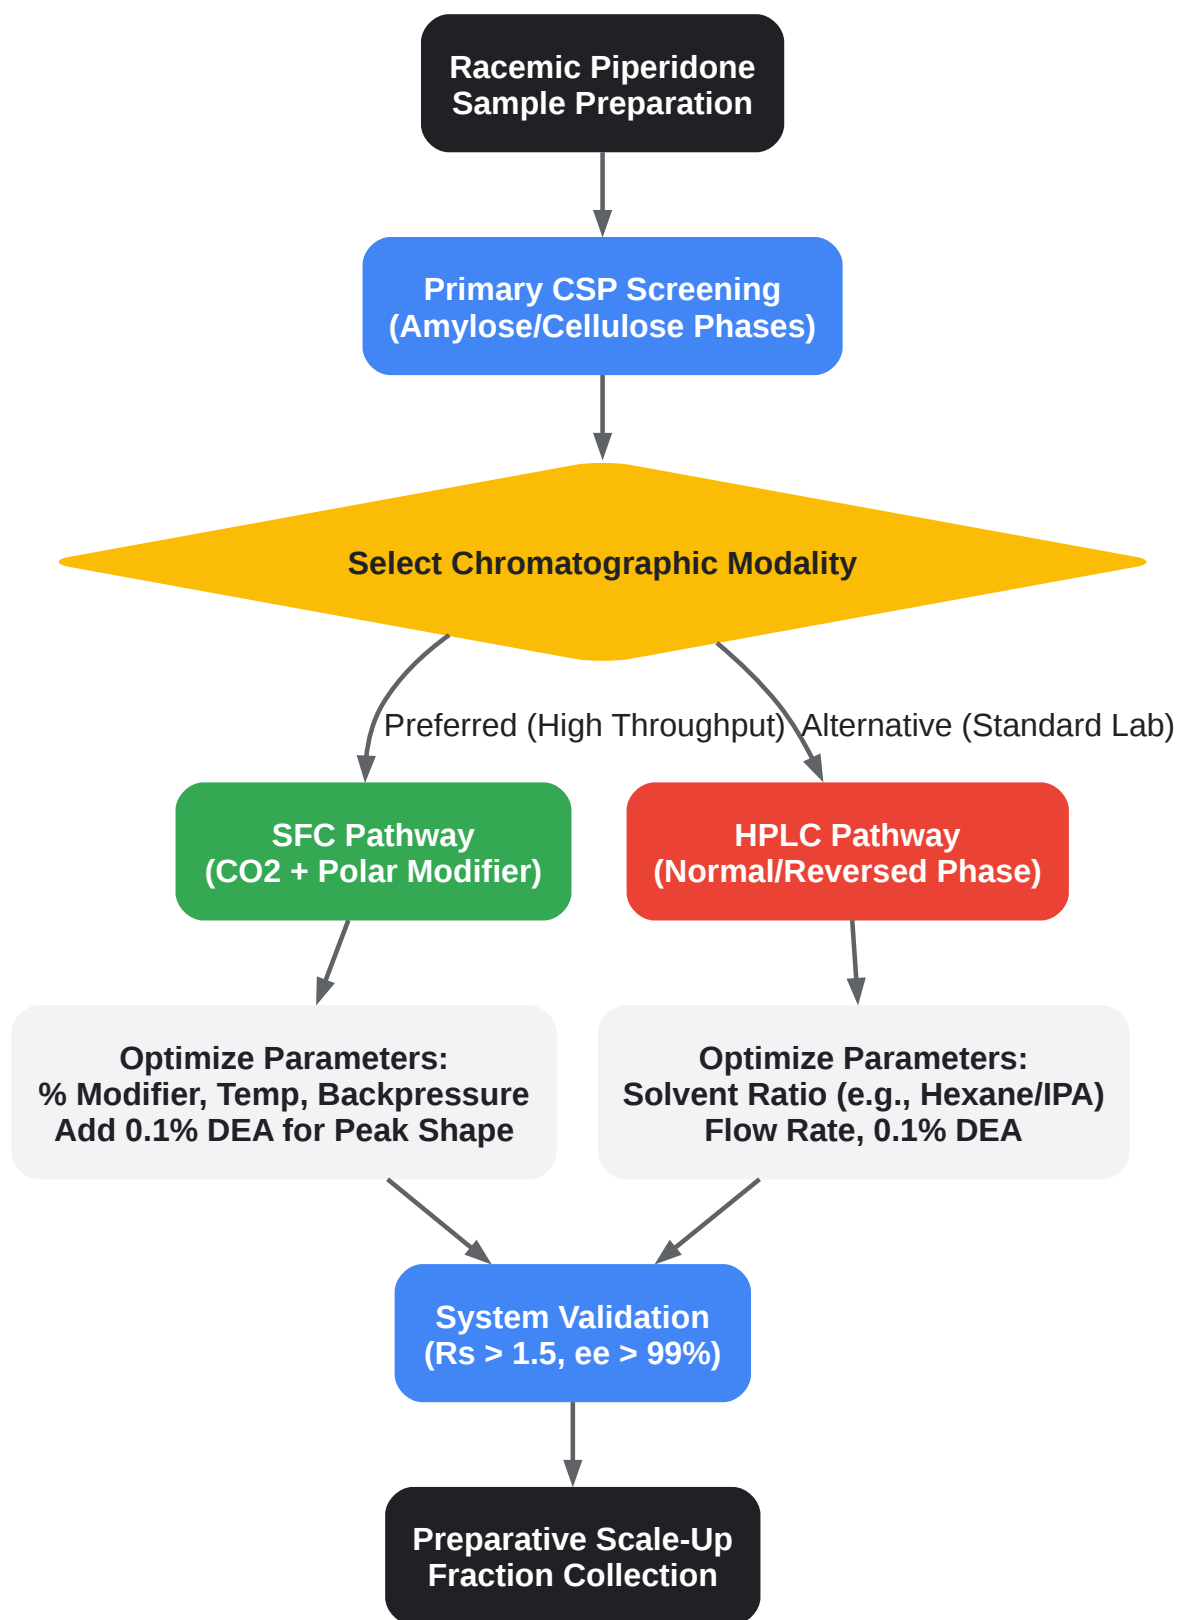 Racemic Piperidone
Sample Preparation
Primary CSP Screening
(Amylose/Cellulose Phases)
Select Chromatographic Modality
Preferred (High Throughput)
Alternative (Standard Lab)
SFC Pathway
(CO2 + Polar Modifier)
HPLC Pathway
(Normal/Reversed Phase)
Optimize Parameters:
% Modifier, Temp, Backpressure
Add 0.1% DEA for Peak Shape
Optimize Parameters:
Solvent Ratio (e.g., Hexane/IPA)
Flow Rate, 0.1% DEA
System Validation
(Rs > 1.5, ee > 99%)
Preparative Scale-Up
Fraction Collection